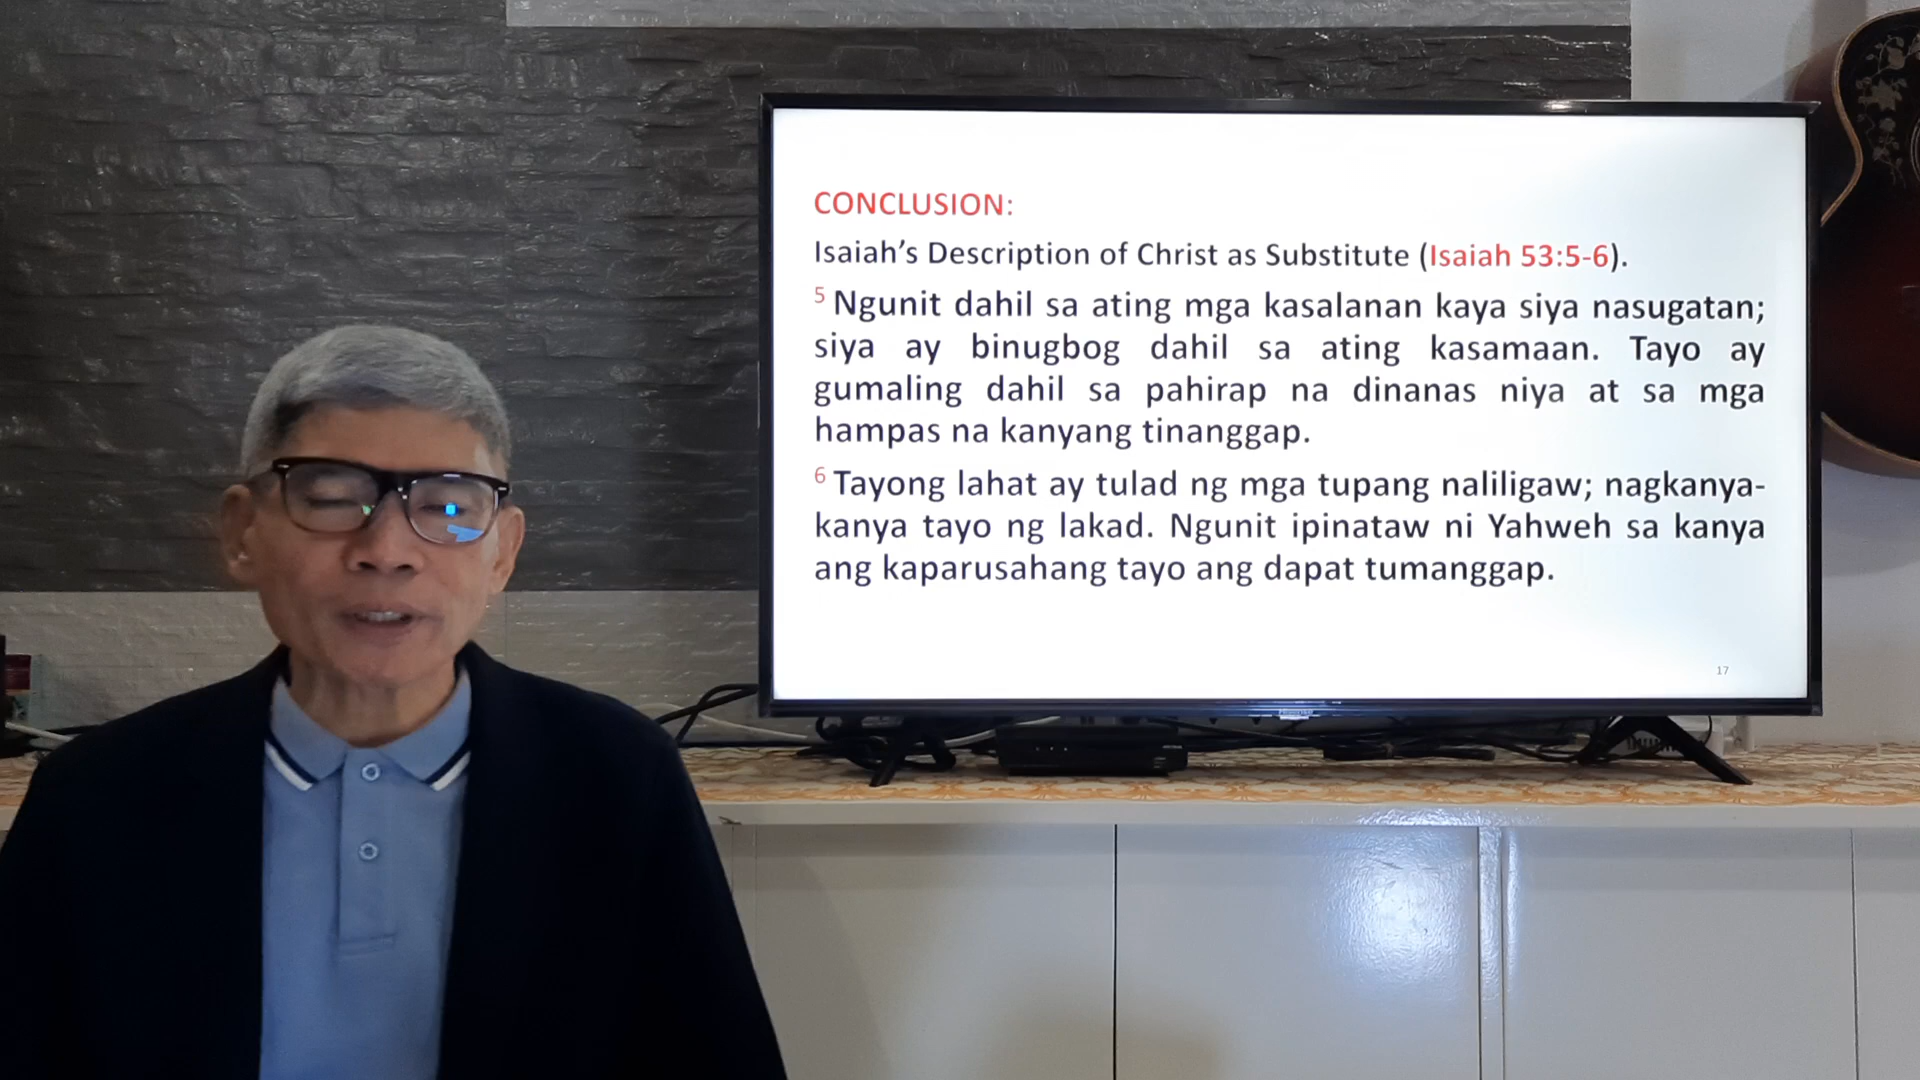 CONCLUSION:
Isaiah’s Description of Christ as Substitute (Isaiah 53:5-6).
5 Ngunit dahil sa ating mga kasalanan kaya siya nasugatan;
siya ay binugbog dahil sa ating kasamaan. Tayo ay
gumaling dahil sa pahirap na dinanas niya at sa mga
hampas na kanyang tinanggap.
6 Tayong lahat ay tulad ng mga tupang naliligaw; nagkanya-
kanya tayo ng lakad. Ngunit ipinataw ni Yahweh sa kanya
ang kaparusahang tayo ang dapat tumanggap.
17